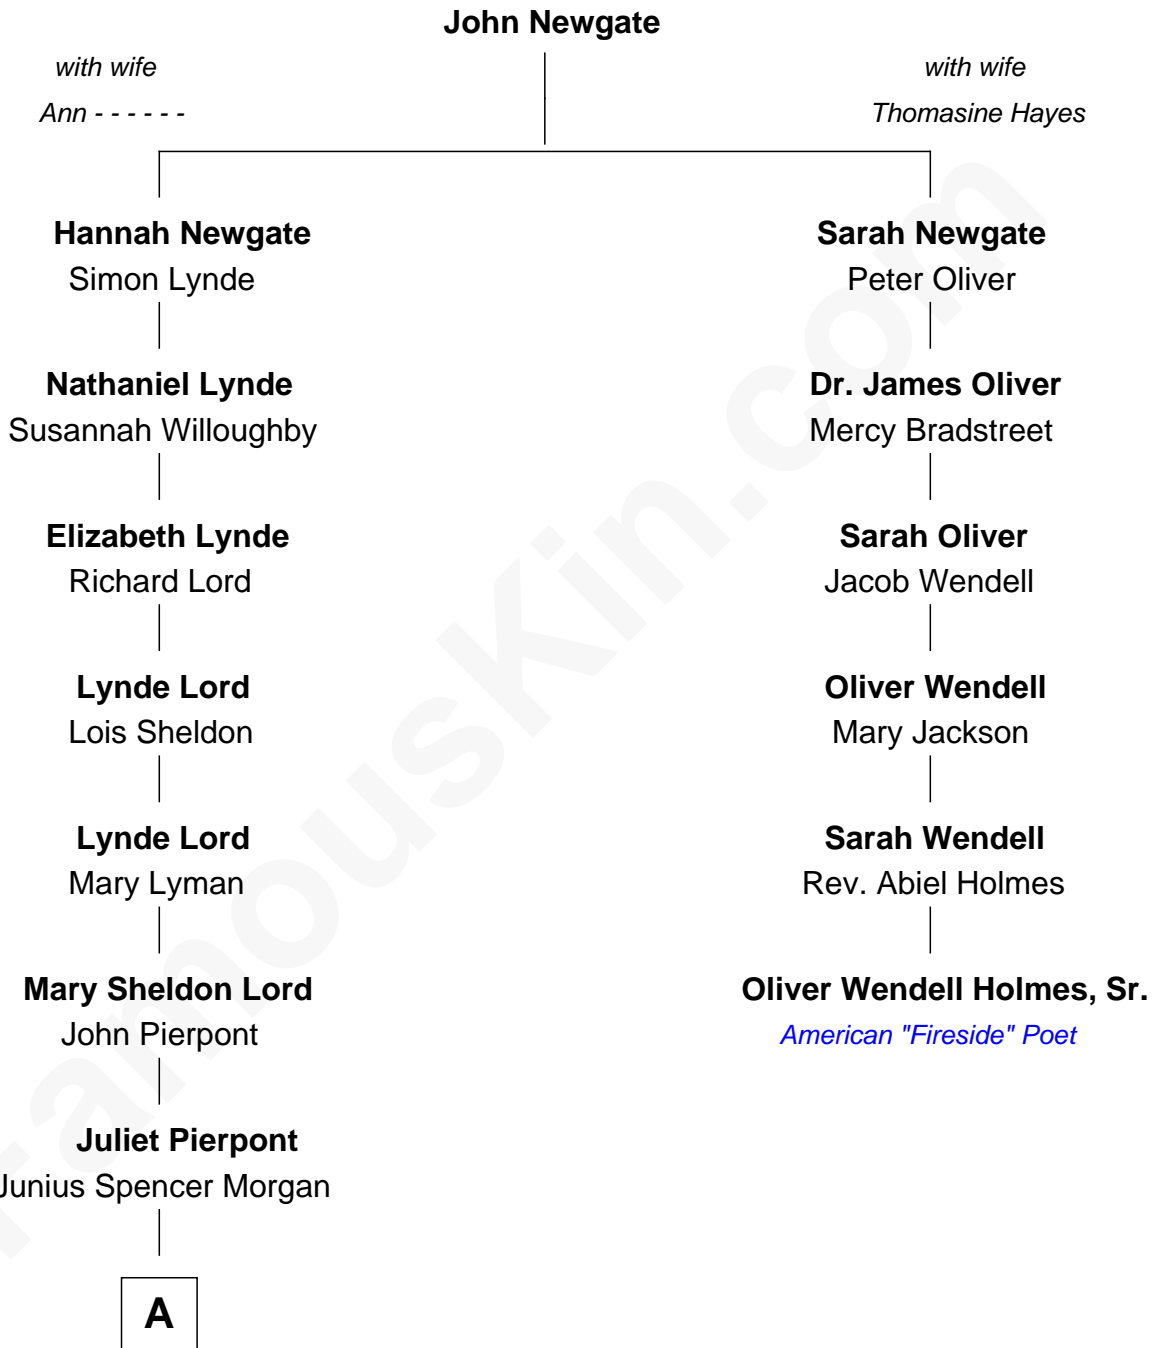 John Newgate
with wife
Ann - - - - - -
with wife
Thomasine Hayes
Hannah Newgate
Simon Lynde
Nathaniel Lynde
Susannah Willoughby
Elizabeth Lynde
Richard Lord
Lynde Lord
Lois Sheldon
Lynde Lord
Mary Lyman
Mary Sheldon Lord
John Pierpont
Juliet Pierpont
Junius Spencer Morgan
A
Sarah Newgate
Peter Oliver
Dr. James Oliver
Mercy Bradstreet
Sarah Oliver
Jacob Wendell
Oliver Wendell
Mary Jackson
Sarah Wendell
Rev. Abiel Holmes
Oliver Wendell Holmes, Sr.
American "Fireside" Poet
famouskin.com